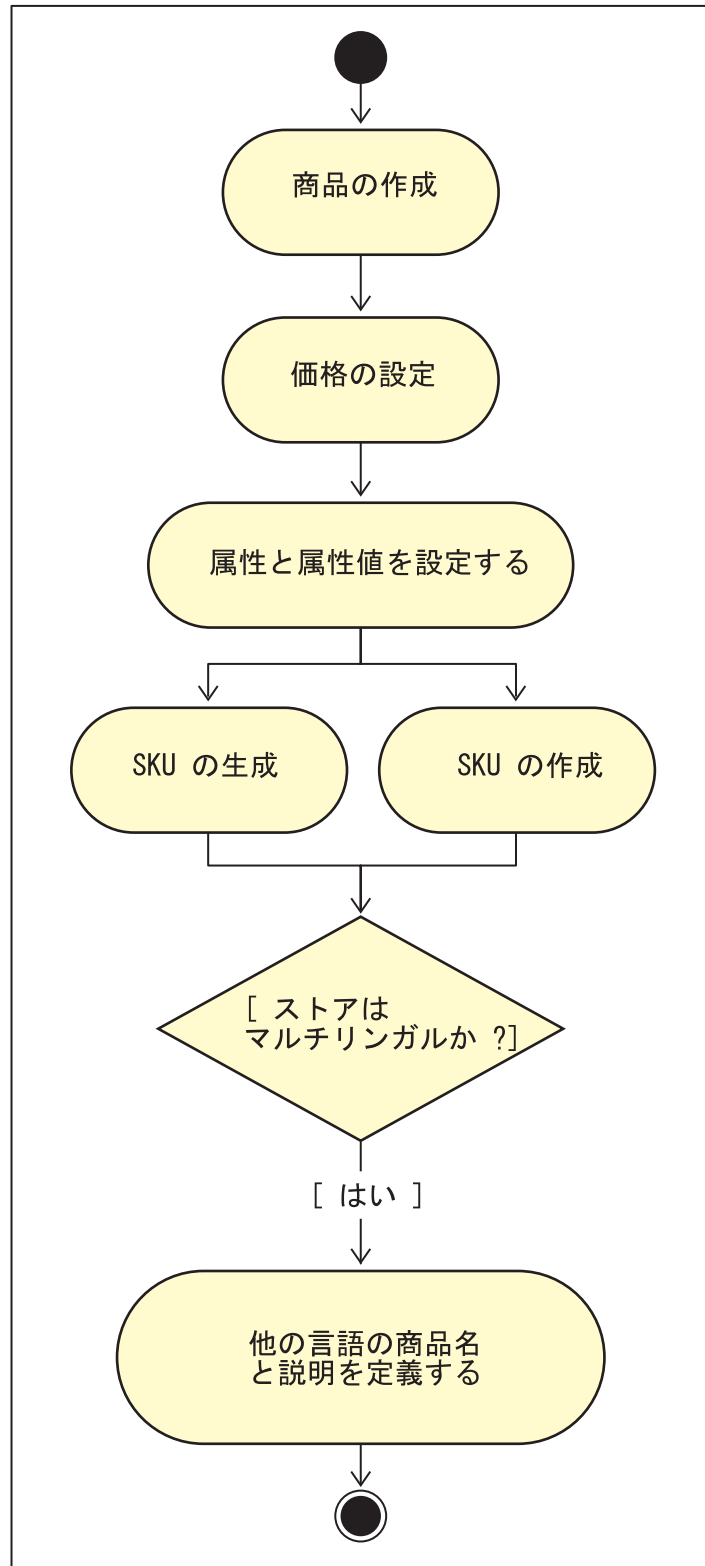 商品の作成
価格の設定
属性と属性値を設定する
SKU の生成
SKU の作成
[ ストアは
マルチリンガルか ?]
[ はい ]
他の言語の商品名
と説明を定義する